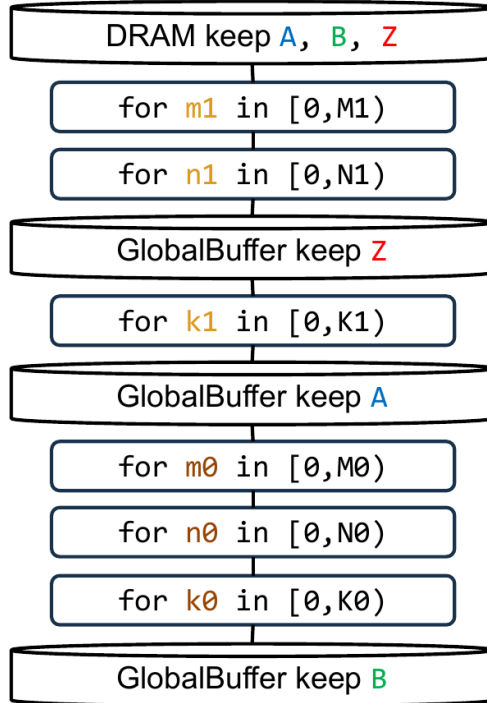 DRAM keep A, B, Z
for m1 in [0,M1)
for n1 in [0,N1)
GlobalBuffer keep Z
for k1 in [0,K1)
GlobalBuffer keep A
for m0 in [0,M0)
for n0 in [0,N0)
for k0 in [0,K0)
GlobalBuffer keep B